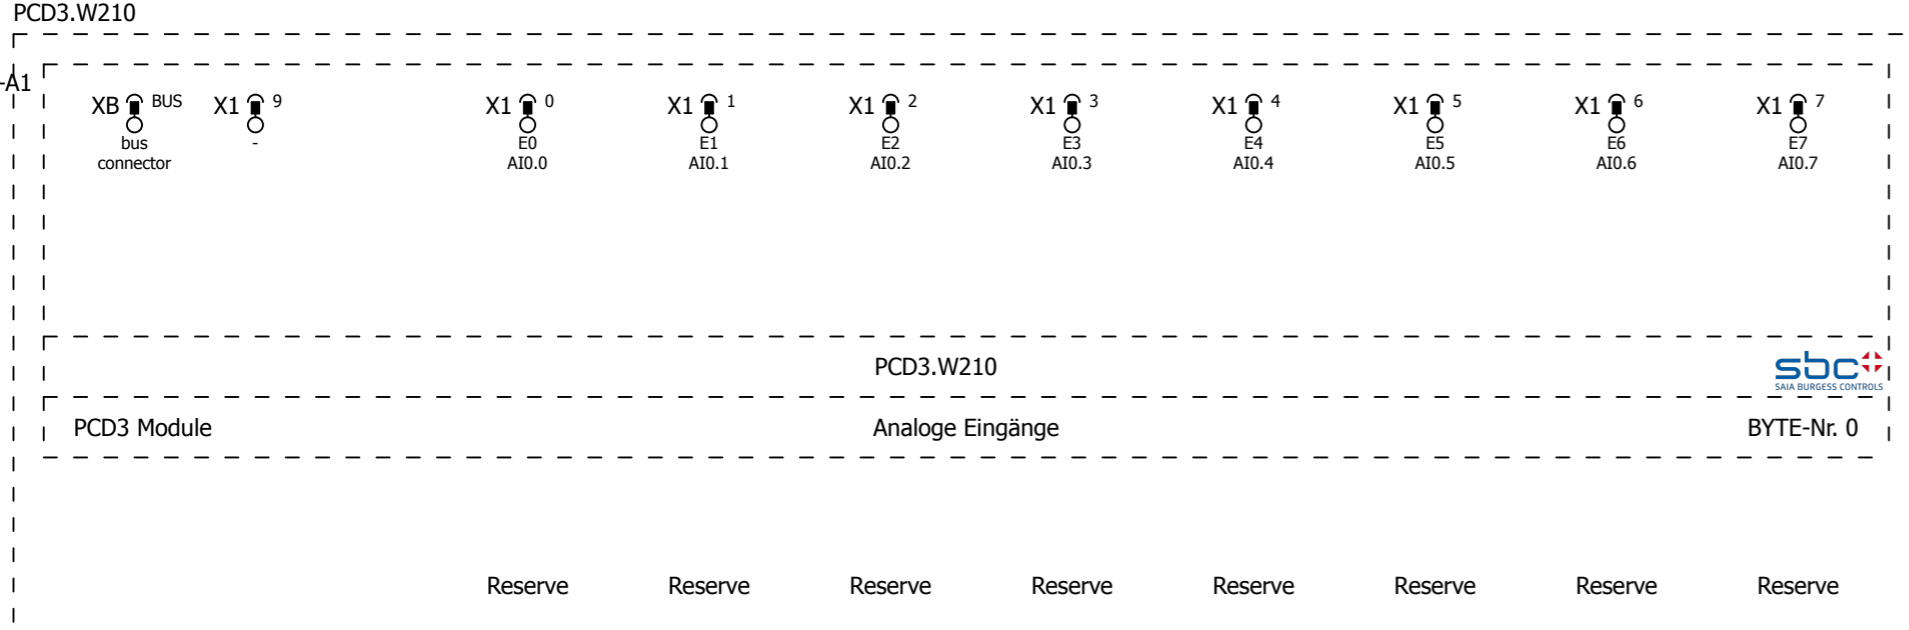 PCD3.W210
-A1
XB BUS X1 9 X1 0 X1 1 X1 2 X1 3 X1 4 X1 5 X1 6 X1 7
bus - E0 E1 E2 E3 E4 E5 E6 E7
connector AI0.0 AI0.1 AI0.2 AI0.3 AI0.4 AI0.5 AI0.6 AI0.7
PCD3.W210 sbc
SAIA BURGESS CONTROLS
PCD3 Module Analoge Eingänge BYTE-Nr. 0
Reserve Reserve Reserve Reserve Reserve Reserve Reserve Reserve